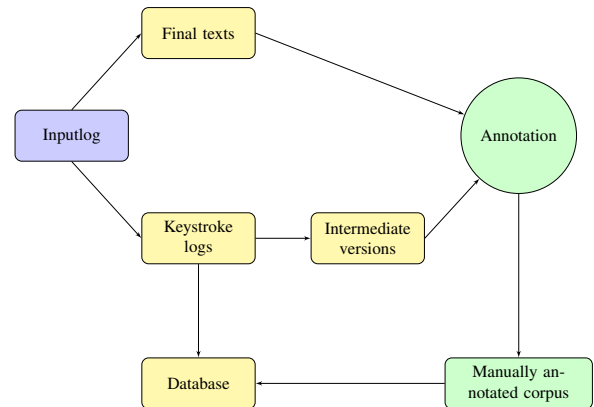 Final texts
Inputlog
Annotation
Keystroke
logs
Intermediate
versions
Database
Manually an-
notated corpus